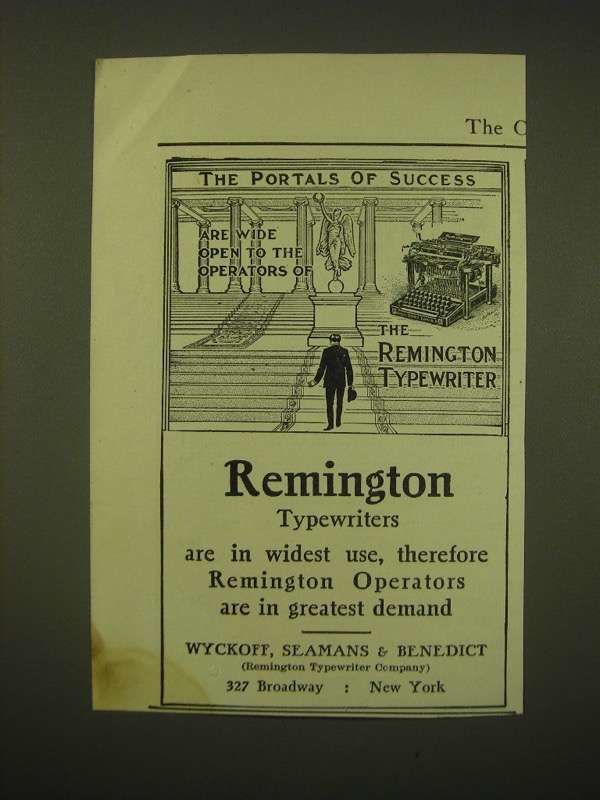 The
THE PORTALS OF SUCCESS
ARE WIDE
OPEN TO THE
OPERATORS OF
THE
REMINGTON
TYPEWRITER
Remington
Typewriters
are in widest use, therefore
Remington Operators
are in greatest demand
WYCKOFF, SEAMANS & BENEDICT
(Remington Typewriter Company)
327 Broadway : New York